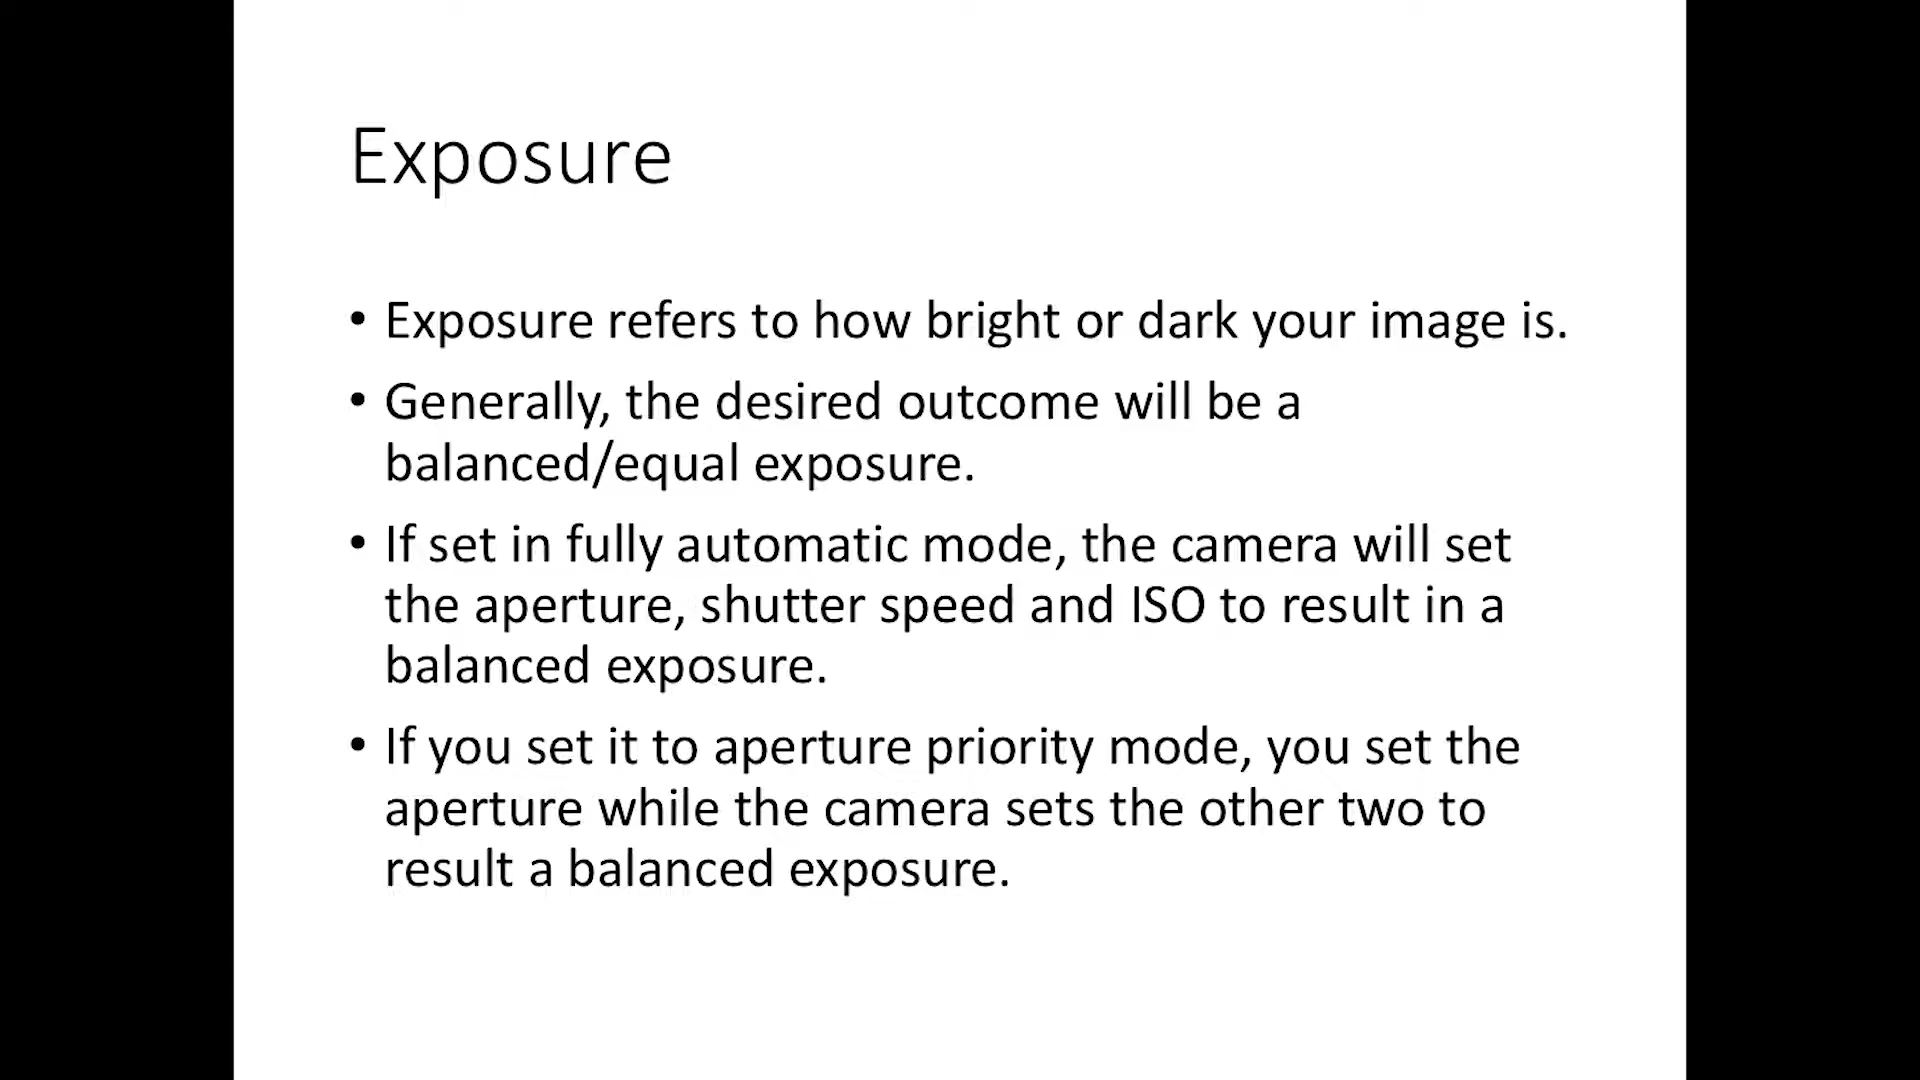 Exposure
• Exposure refers to how bright or dark your image is.
• Generally, the desired outcome will be a
balanced/equal exposure.
• If set in fully automatic mode, the camera will set
the aperture, shutter speed and ISO to result in a
balanced exposure.
• If you set it to aperture priority mode, you set the
aperture while the camera sets the other two to
result a balanced exposure.